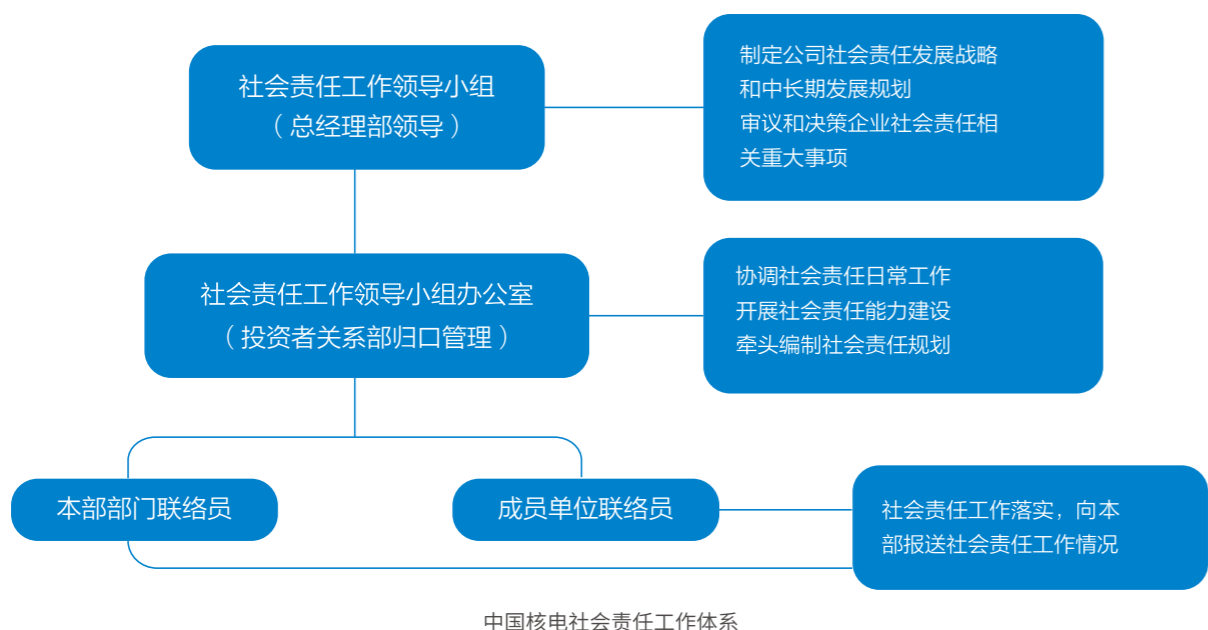 社会责任工作领导小组
（总经理部领导）
制定公司社会责任发展战略
和中长期发展规划
审议和决策企业社会责任相
关重大事项
社会责任工作领导小组办公室
（投资者关系部归口管理）
协调社会责任日常工作
开展社会责任能力建设
牵头编制社会责任规划
本部部门联络员
成员单位联络员
社会责任工作落实，向本
部报送社会责任工作情况
中国核电社会责任工作体系